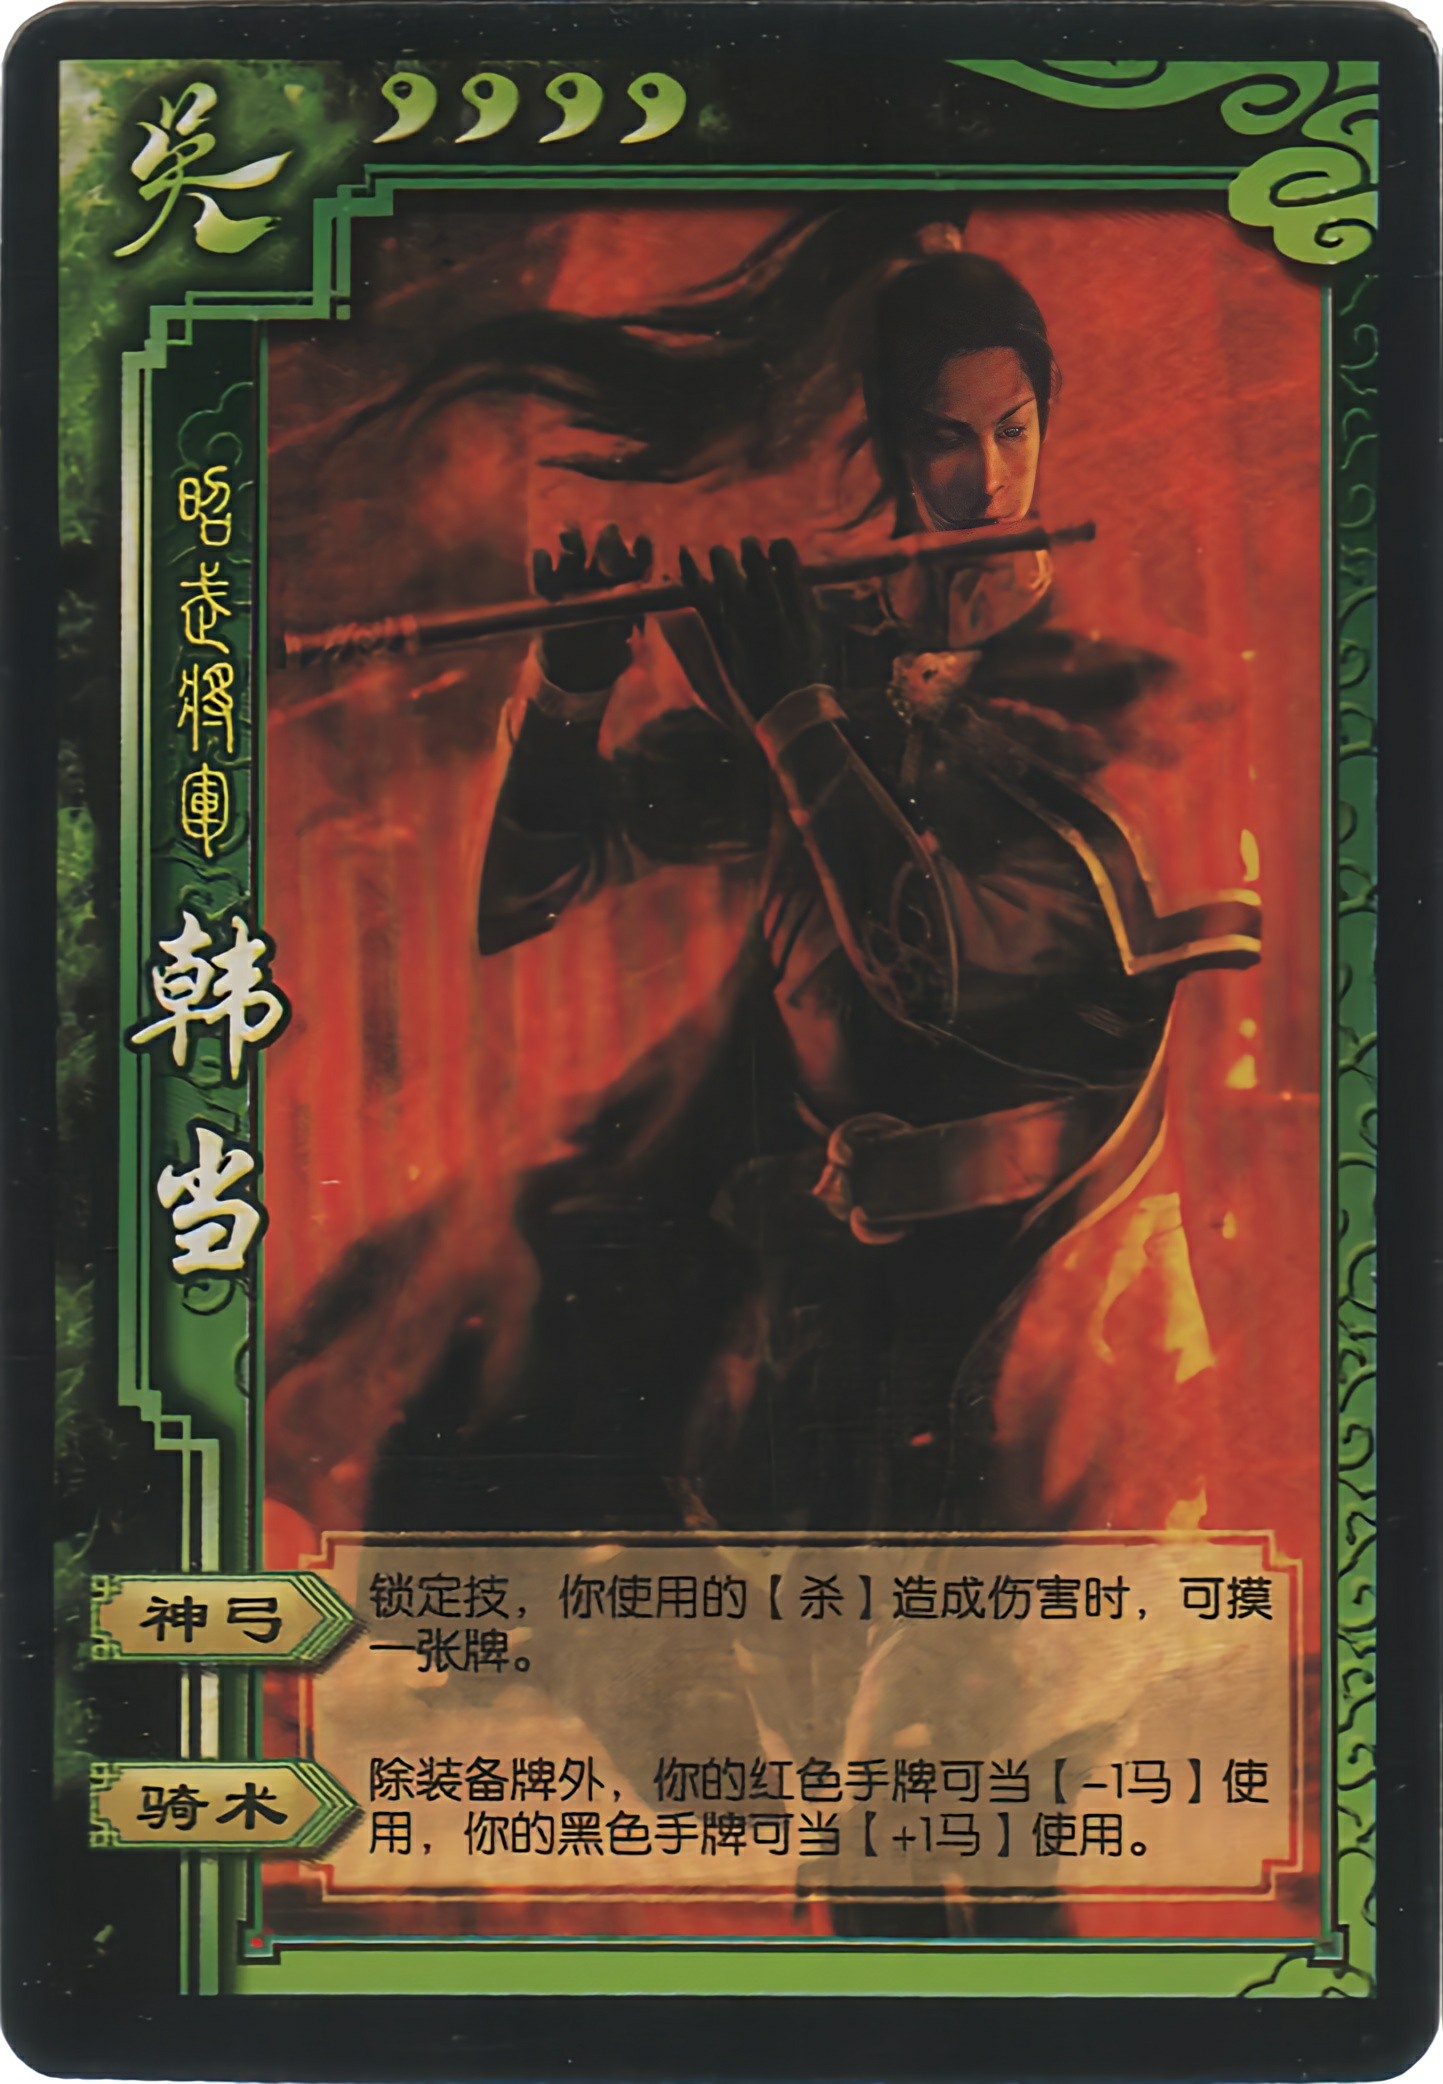 吴
昭武將軍
韩当
神弓
锁定技，你使用的【杀】造成伤害时，可摸
一张牌。
骑术
除装备牌外，你的红色手牌可当【-1马】使
用，你的黑色手牌可当【+1马】使用。